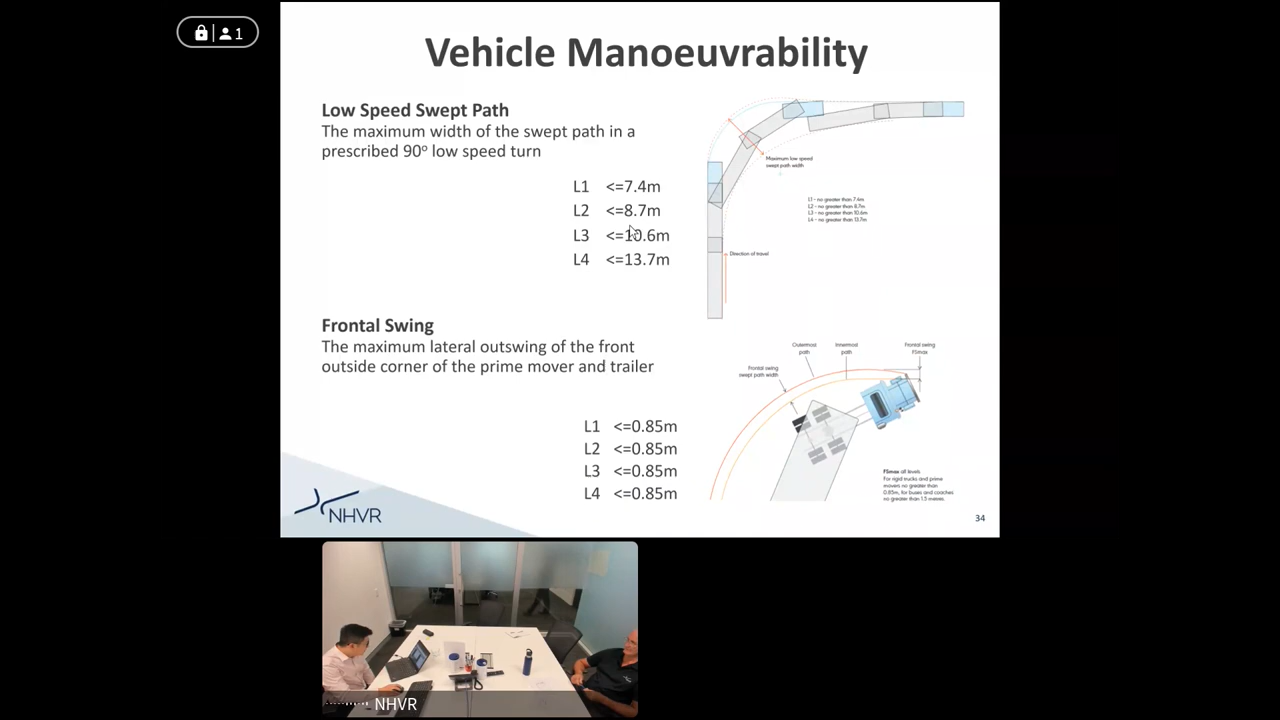 1
Vehicle Manoeuvrability
Low Speed Swept Path
The maximum width of the swept path in a
prescribed 90° low speed turn
L1 <=7.4m
L2 <=8.7m
L3 <=10.6m
L4 <=13.7m
Maximum low speed
swept path width
L1 - no greater than 7.4m
L2 - no greater than 8.7m
L3 - no greater than 10.6m
L4 - no greater than 13.7m
Direction of travel
Frontal Swing
The maximum lateral outswing of the front
outside corner of the prime mover and trailer
L1 <=0.85m
L2 <=0.85m
L3 <=0.85m
L4 <=0.85m
Outermost
path
Innermost
path
Frontal swing
FSmax
Frontal swing
swept path width
FSmax all levels
For rigid trucks and prime
movers no greater than
0.85m, for buses and coaches
no greater than 1.5 metres.
NHVR
34
NHVR